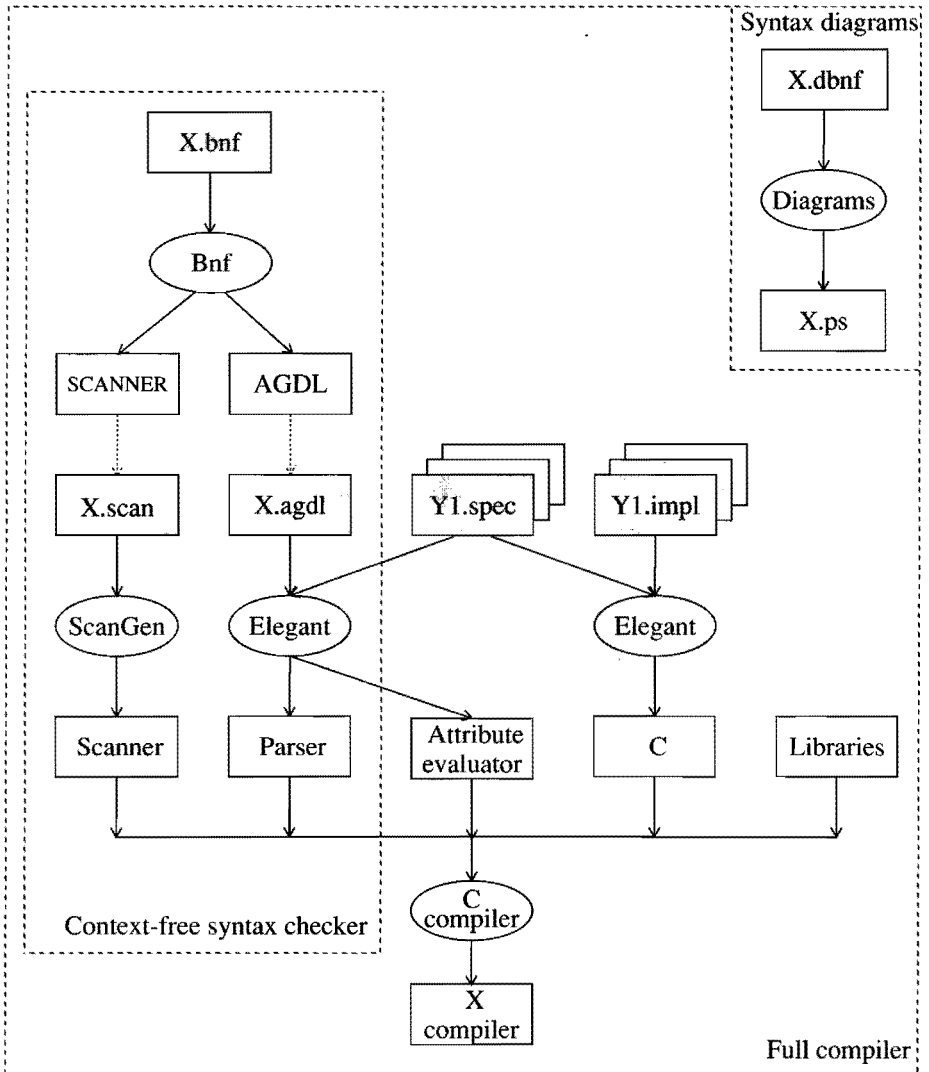 Syntax diagrams
X.dbnf
X.bnf
Diagrams
Bnf
X.ps
SCANNER
AGDL
X.scan
X.agdl
Y1.spec
Y1.impl
ScanGen
Elegant
Elegant
Scanner
Parser
Attribute
evaluator
C
Libraries
C
compiler
Context-free syntax checker
X
compiler
Full compiler